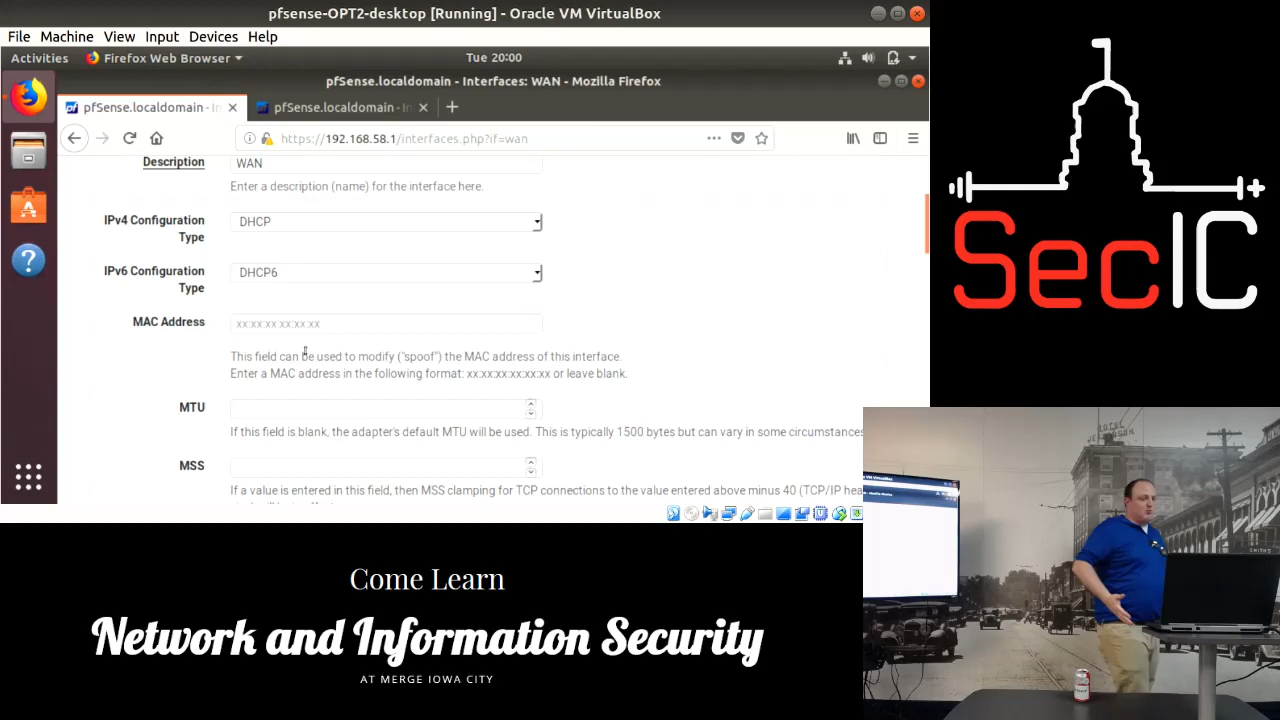 pfsense-OPT2-desktop [Running] - Oracle VM VirtualBox
File Machine View Input Devices Help
Activities Firefox Web Browser Tue 20:00
pfSense.localdomain - Interfaces: WAN - Mozilla Firefox
pfSense.localdomain - In pfSense.localdomain - In
https://192.168.58.1/interfaces.php?if=wan
Description WAN
Enter a description (name) for the interface here.
IPv4 Configuration Type DHCP
IPv6 Configuration Type DHCP6
MAC Address xx:xx:xx:xx:xx:xx
This field can be used to modify ("spoof") the MAC address of this interface.
Enter a MAC address in the following format: xx:xx:xx:xx:xx:xx or leave blank.
MTU
If this field is blank, the adapter's default MTU will be used. This is typically 1500 bytes but can vary in some circumstances
MSS
If a value is entered in this field, then MSS clamping for TCP connections to the value entered above minus 40 (TCP/IP hea
SecIC
Come Learn
Network and Information Security
AT MERGE IOWA CITY
HOTEL
JEFFERSON
VM VirtualBox